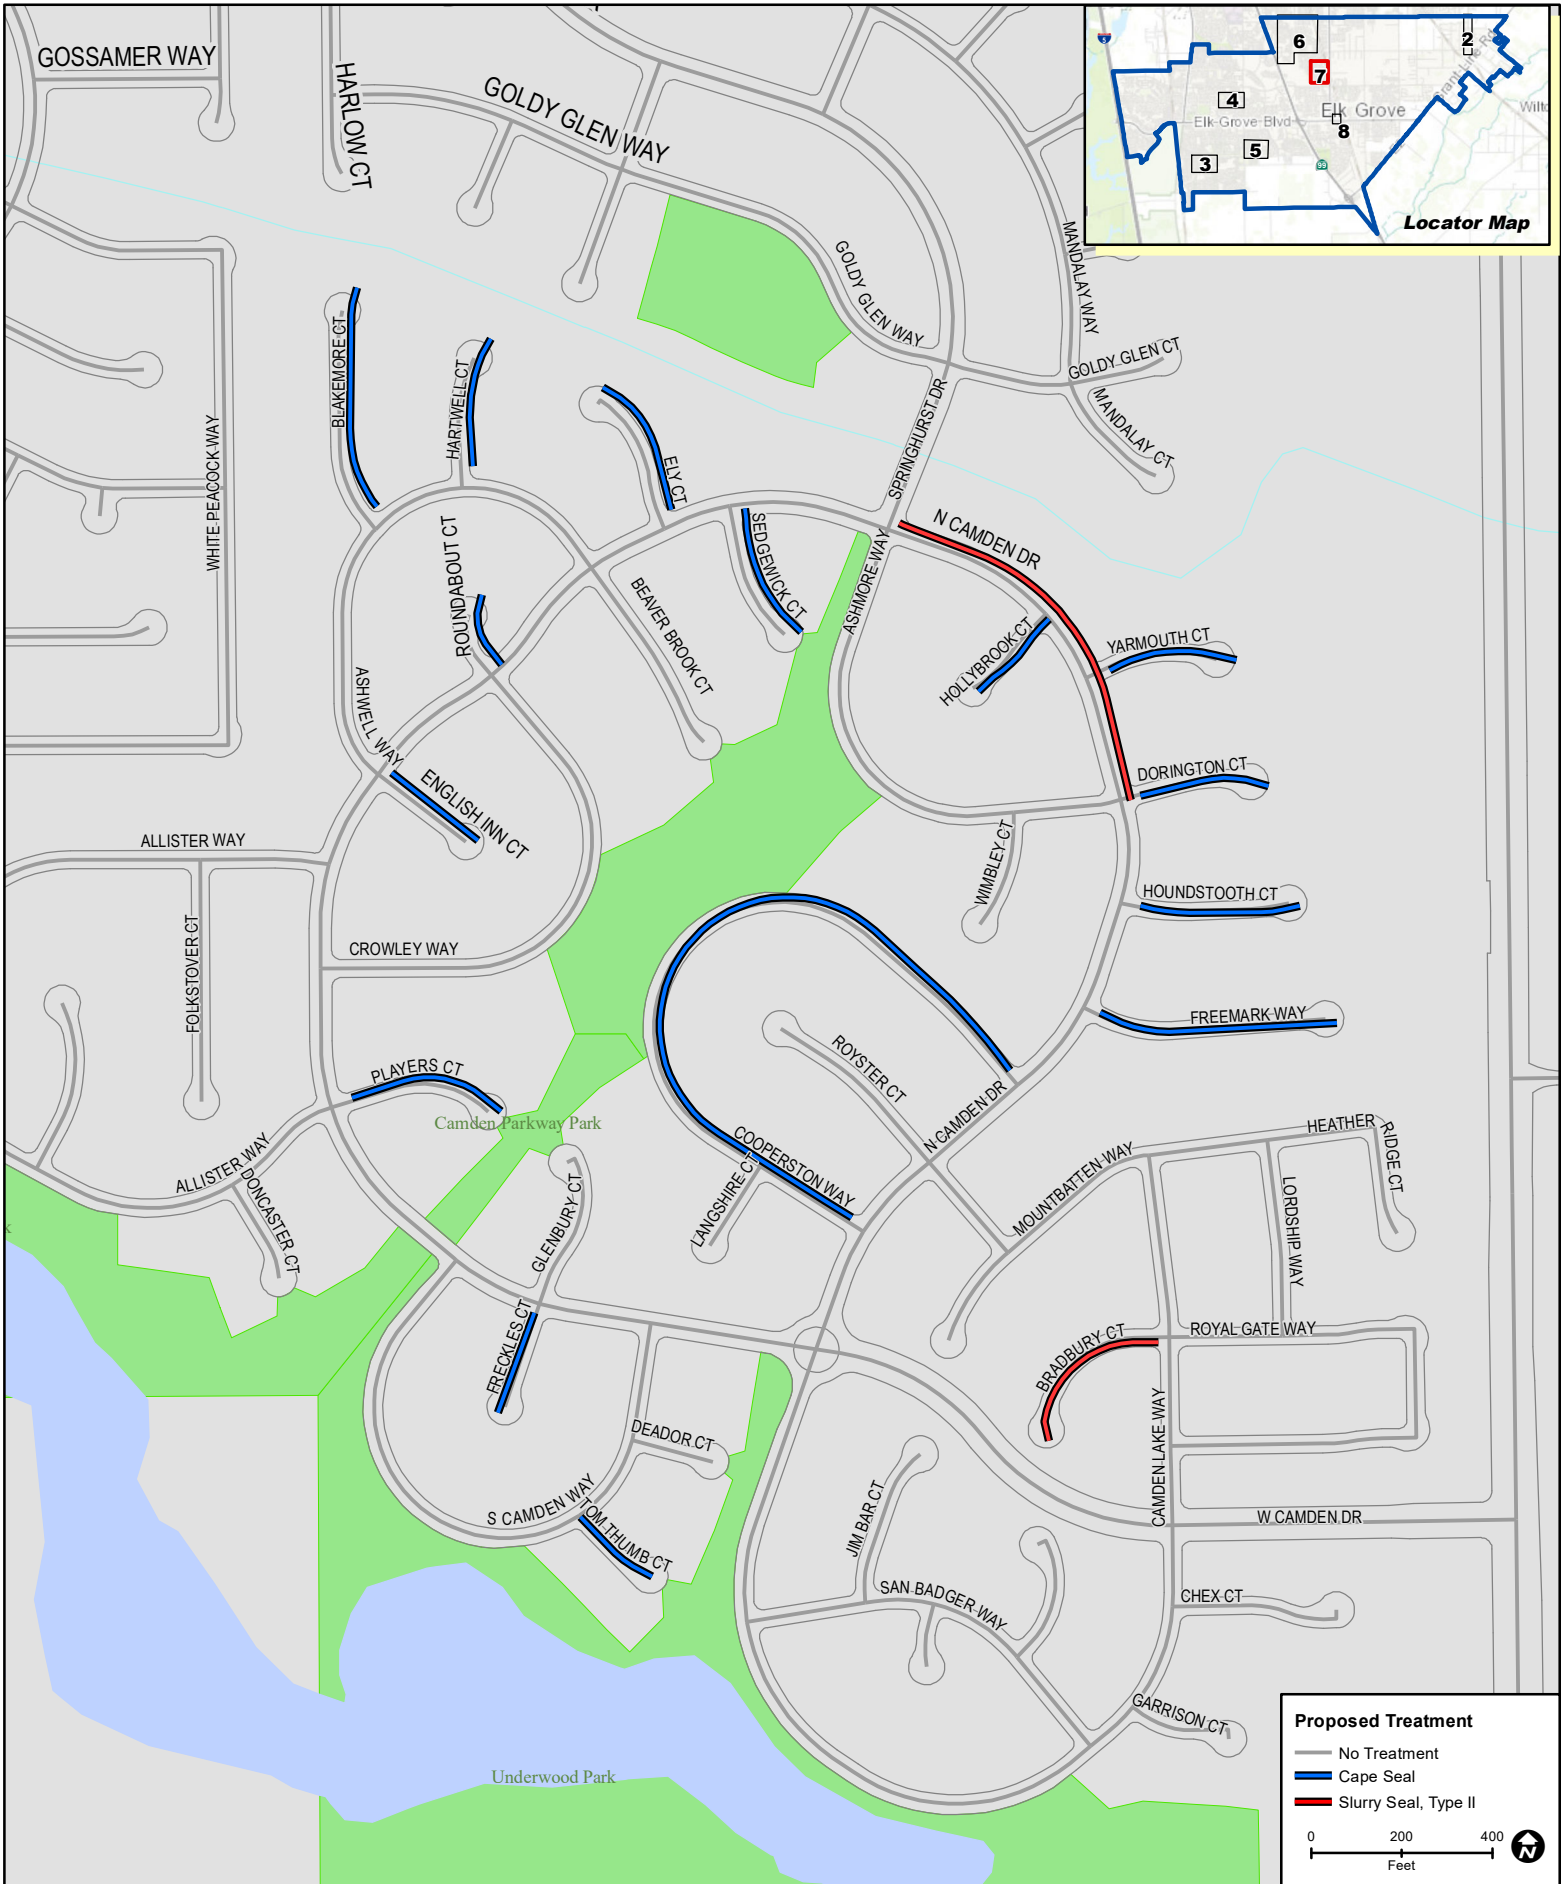 GOSSAMER WAY
HARLOW CT
GOLDY GLEN WAY
6
2
7
4
Elk Grove
Elk Grove Blvd
8
5
3
99
Grant Line Rd
Wilto
Locator Map
MANDALAY WAY
GOLDY GLEN WAY
GOLDY GLEN CT
MANDALAY CT
SPRINGHURST DR
BLAKEMORE CT
HARTWELL CT
WHITE PEACOCK WAY
ELY CT
SEDGEWICK CT
N CAMDEN DR
ASHMORE WAY
ROUNDABOUT CT
BEAVER BROOK CT
HOLLYBROOK CT
YARMOUTH CT
ASHWELL WAY
ENGLISH INN CT
DORINGTON CT
ALLISTER WAY
WIMBLEY CT
HOUNDSTOOTH CT
FOLKSTOVER CT
CROWLEY WAY
FREEMARK WAY
PLAYERS CT
ROYSTER CT
N CAMDEN DR
Camden Parkway Park
COOPERSTON WAY
LANGSHIRE CT
HEATHER
RIDGE CT
MOUNTBATTEN WAY
LORDSHIP WAY
ALLISTER WAY
DONCASTER CT
GLENBURY CT
k
FRECKLES CT
BRADBURY CT
ROYAL GATE WAY
CAMDEN LAKE WAY
DEADOR CT
S CAMDEN WAY
TOM THUMB CT
JIM BAR CT
W CAMDEN DR
SAN BADGER WAY
CHEX CT
GARRISON CT
Underwood Park
Proposed Treatment
No Treatment
Cape Seal
Slurry Seal, Type II
0 200 400
Feet
N